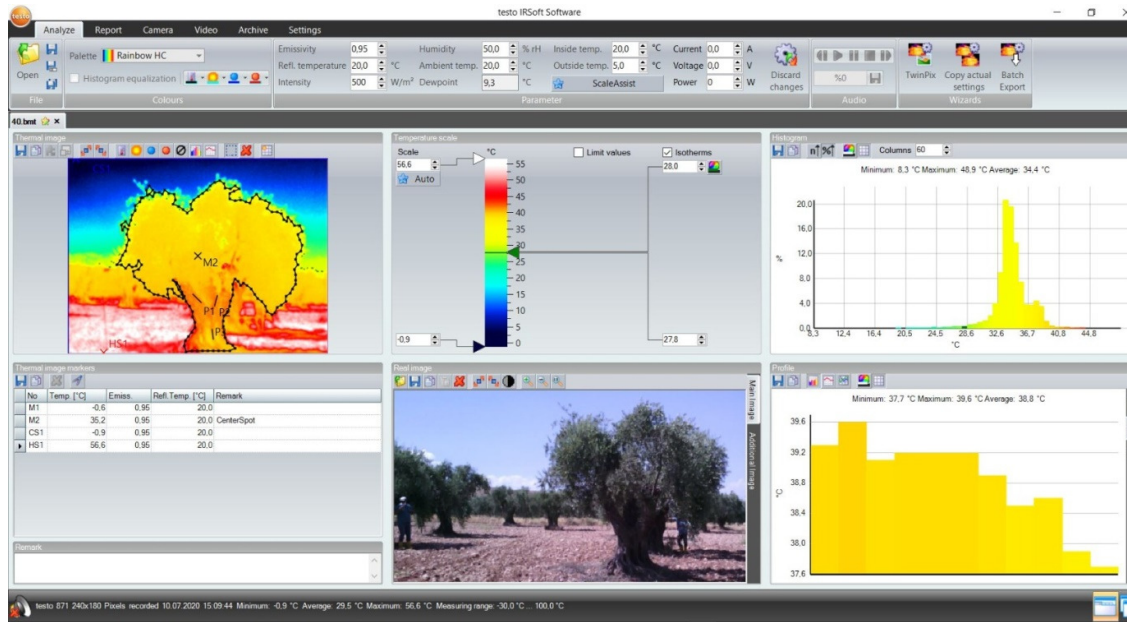 testo
testo IRSoft Software
Analyze Report Camera Video Archive Settings
Open
File
Palette Rainbow HC
Histogram equalization
Colours
Emissivity 0,95 Humidity 50,0 % rH Inside temp. 20,0 °C Current 0,0 A
Refl. temperature 20,0 °C Ambient temp. 20,0 °C Outside temp. 5,0 °C Voltage 0,0 V
Intensity 500 W/m² Dewpoint 9,3 °C ScaleAssist Power 0 W
Parameter
Discard changes
%0
Audio
TwinPix Copy actual settings Batch Export
Wizards
40.bmt
Thermal image
M2
P1
HS1
Temperature scale
Scale °C Limit values Isotherms
56,6 28,0
Auto
55
50
45
40
35
30
25
20
15
10
5
0
-0,9 27,8
Histogram
Columns 60
Minimum: 8,3 °C Maximum: 48,9 °C Average: 34,4 °C
20,0
16,0
12,0
%
8,0
4,0
0,0
8,3 12,4 16,4 20,5 24,5 28,6 32,6 36,7 40,8 44,8
°C
Thermal image markers
No Temp. [°C] Emiss. Refl.Temp. [°C] Remark
M1 -0,6 0,95 20,0
M2 35,2 0,95 20,0 CenterSpot
CS1 -0,9 0,95 20,0
HS1 56,6 0,95 20,0
Remark
Real image
Main Image
Additional Image
Profile
Minimum: 37,7 °C Maximum: 39,6 °C Average: 38,8 °C
39,6
39,2
38,8
°C
38,4
38,0
37,6
testo 871 240x180 Pixels recorded 10.07.2020 15:09:44 Minimum: -0,9 °C Average: 29,5 °C Maximum: 56,6 °C Measuring range: -30,0 °C ... 100,0 °C